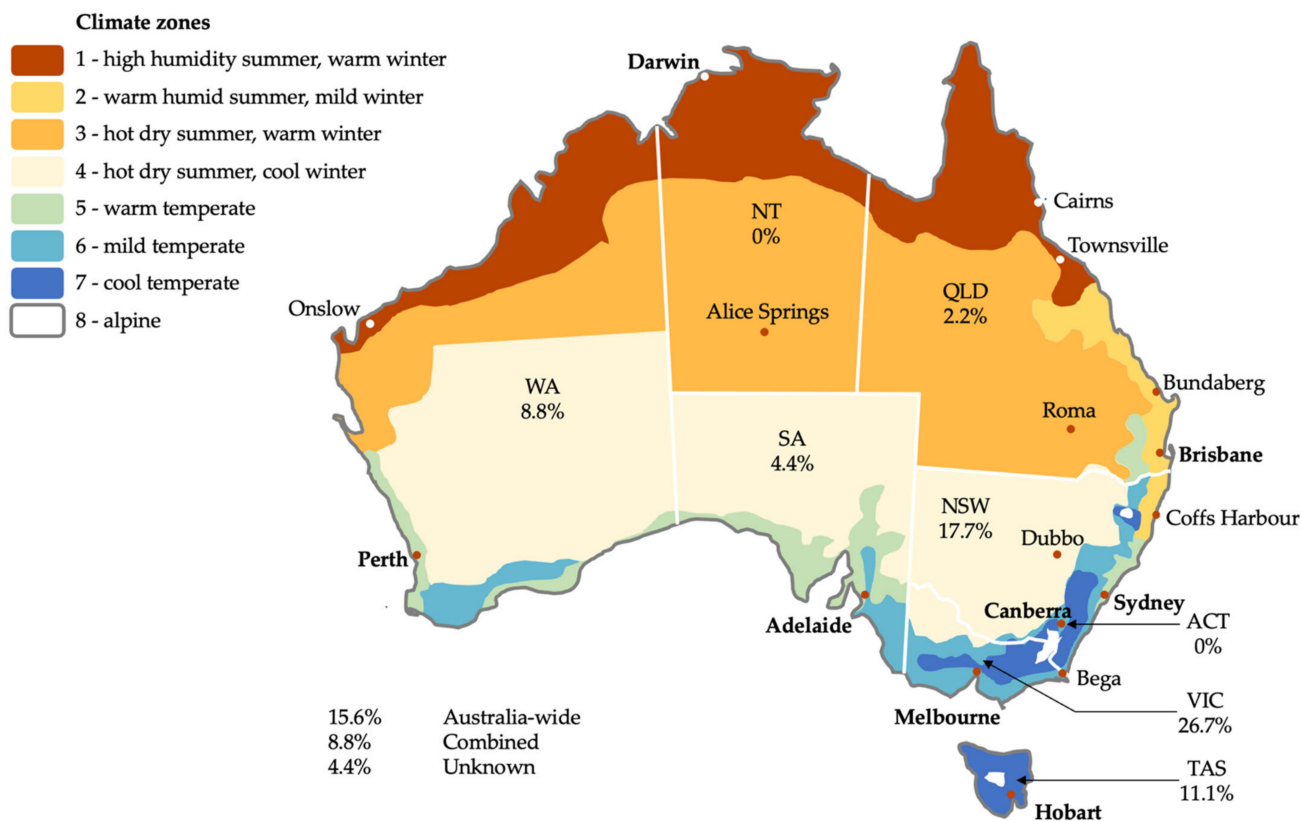 Climate zones
1 - high humidity summer, warm winter
2 - warm humid summer, mild winter
3 - hot dry summer, warm winter
4 - hot dry summer, cool winter
5 - warm temperate
6 - mild temperate
7 - cool temperate
8 - alpine
Darwin
Cairns
NT
0%
Townsville
Onslow
Alice Springs
QLD
2.2%
WA
8.8%
Bundaberg
Roma
SA
4.4%
Brisbane
NSW
17.7%
Coffs Harbour
Dubbo
Perth
Adelaide
Canberra
Sydney
ACT
0%
Bega
Melbourne
VIC
26.7%
15.6% Australia-wide
8.8% Combined
4.4% Unknown
TAS
11.1%
Hobart